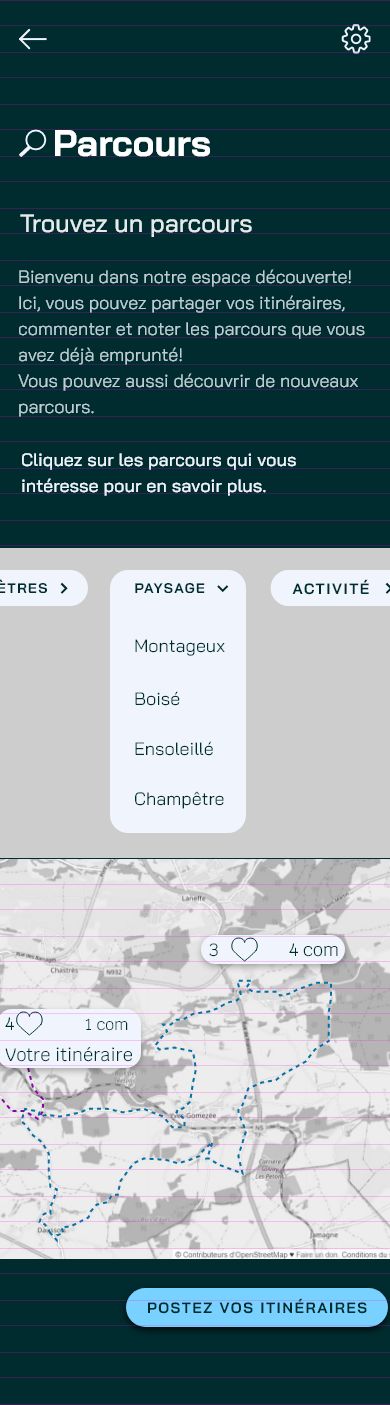 Parcours
Trouvez un parcours
Bienvenu dans notre espace découverte!
Ici, vous pouvez partager vos itinéraires,
commenter et noter les parcours que vous
avez déjà emprunté!
Vous pouvez aussi découvrir de nouveaux
parcours.
Cliquez sur les parcours qui vous
intéresse pour en savoir plus.
ÈTRES
PAYSAGE
ACTIVITÉ
Montageux
Boisé
Ensoleillé
Champêtre
Laneffe
3 4 com
Chastrès
N932
4 1 com
Votre itinéraire
Gomezée
N5
Les Petons
Jamagne
© Contributeurs d'OpenStreetMap ♥ Faire un don. Conditions du
POSTEZ VOS ITINÉRAIRES